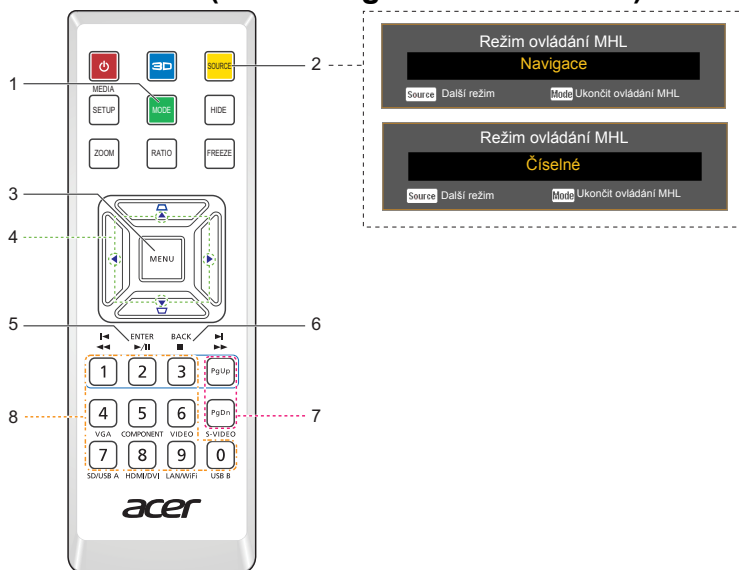 1
3D
SOURCE
2
MEDIA
SETUP
MODE
HIDE
ZOOM
RATIO
FREEZE
3
4
MENU
5
ENTER
BACK
6
1
2
3
PgUp
8
4
5
6
PgDn
7
VGA
COMPONENT
VIDEO
S-VIDEO
7
8
9
0
SD/USB A
HDMI/DVI
LAN/WiFi
USB B
acer
Režim ovládání MHL
Navigace
Source Další režim
Mode Ukončit ovládání MHL
Režim ovládání MHL
Číselné
Source Další režim
Mode Ukončit ovládání MHL